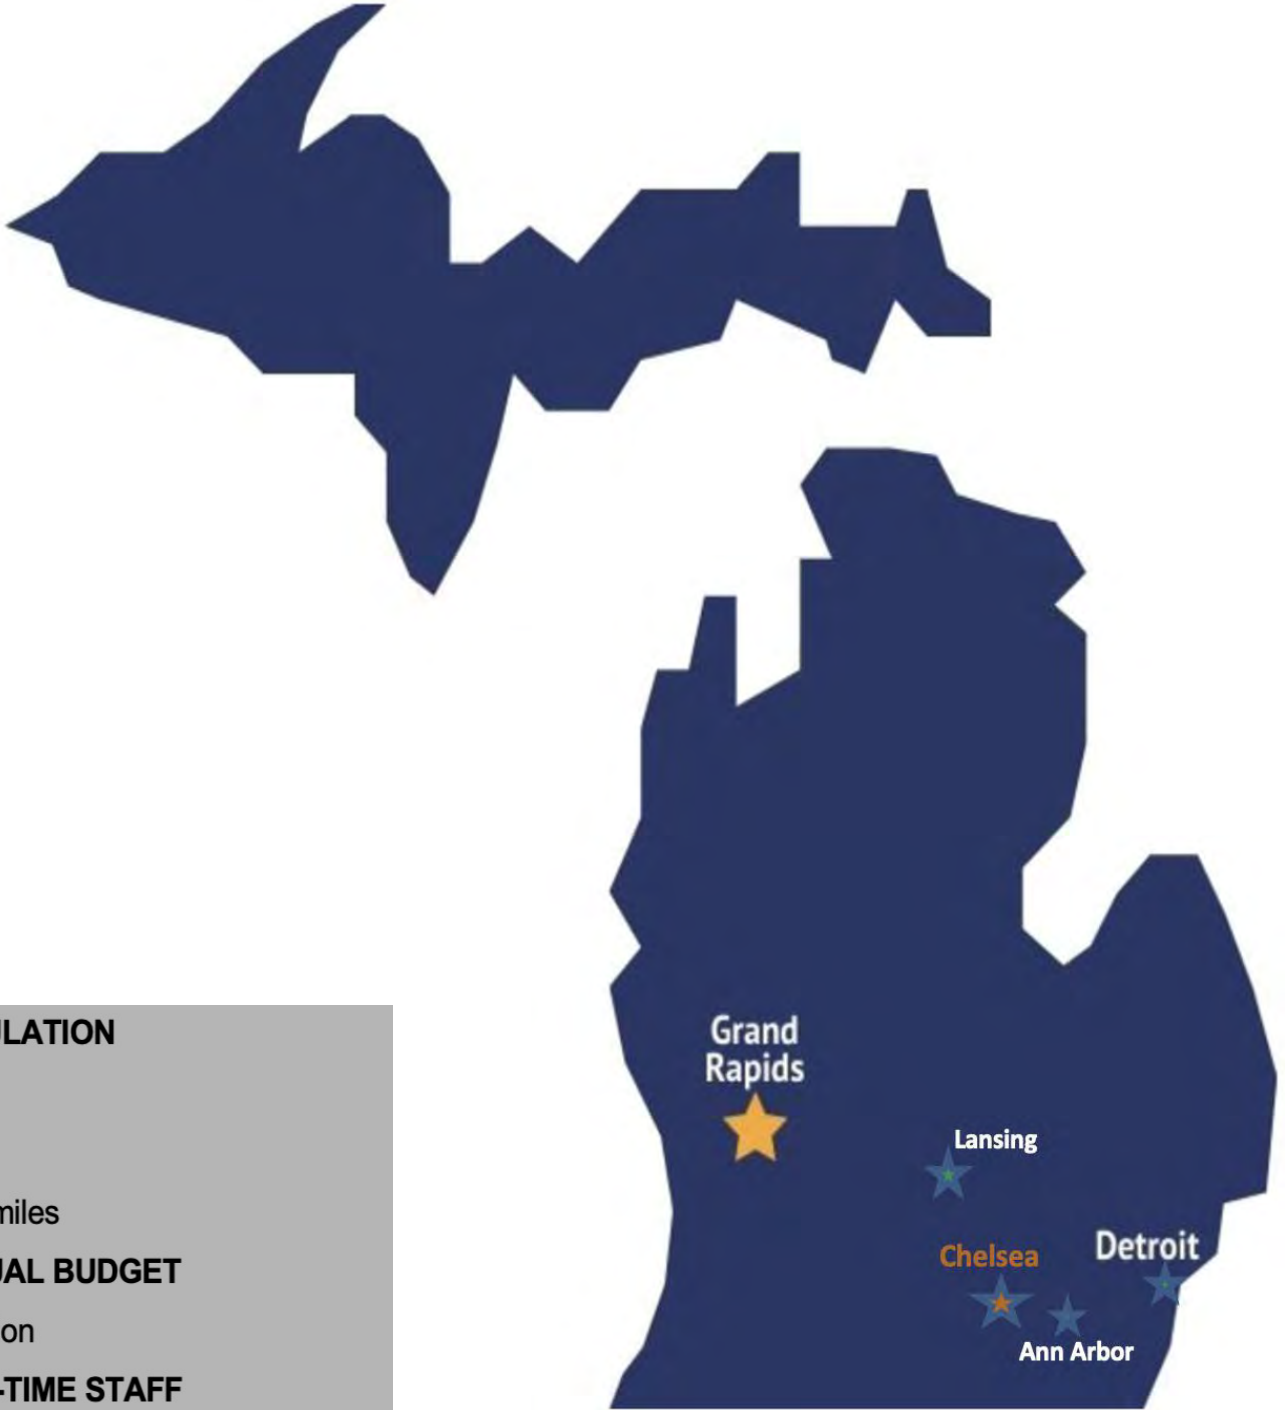 Grand
Rapids
Lansing
Chelsea
Detroit
Ann Arbor
ULATION
miles
UAL BUDGET
on
-TIME STAFF